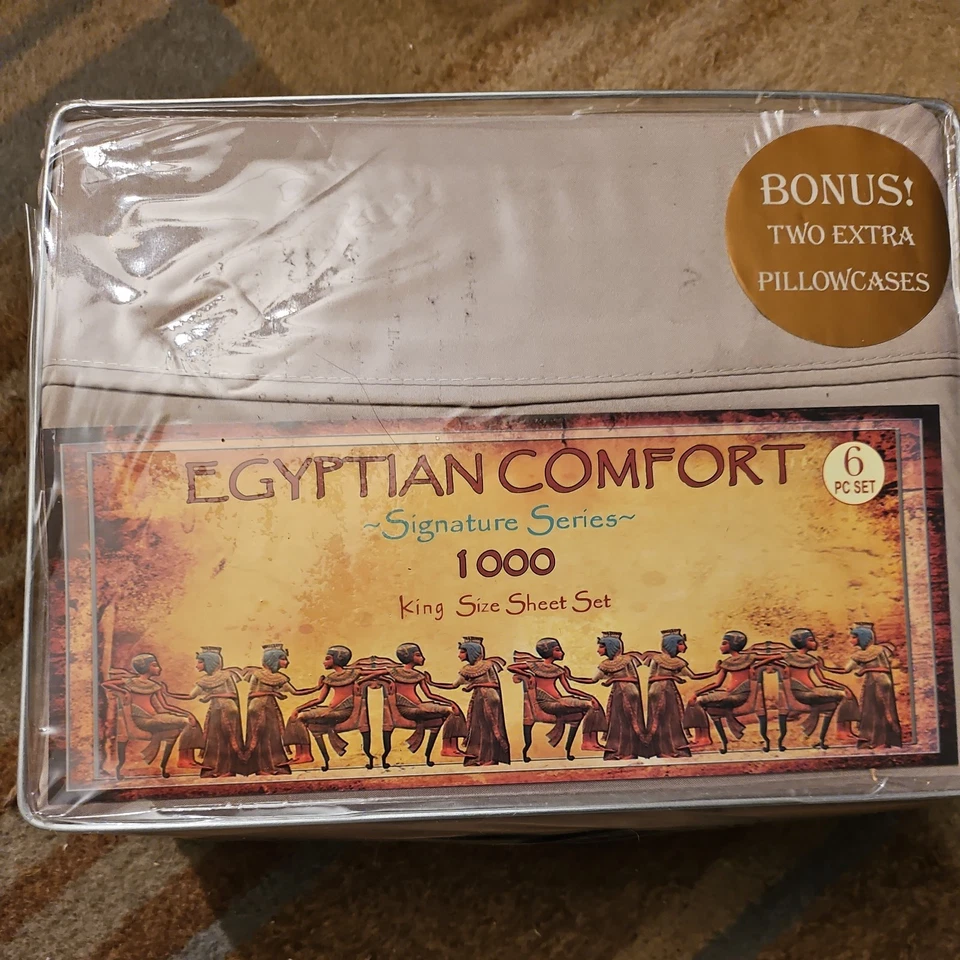 BONUS!
TWO EXTRA
PILLOWCASES
EGYPTIAN COMFORT
6
PC SET
~Signature Series~
1000
King Size Sheet Set